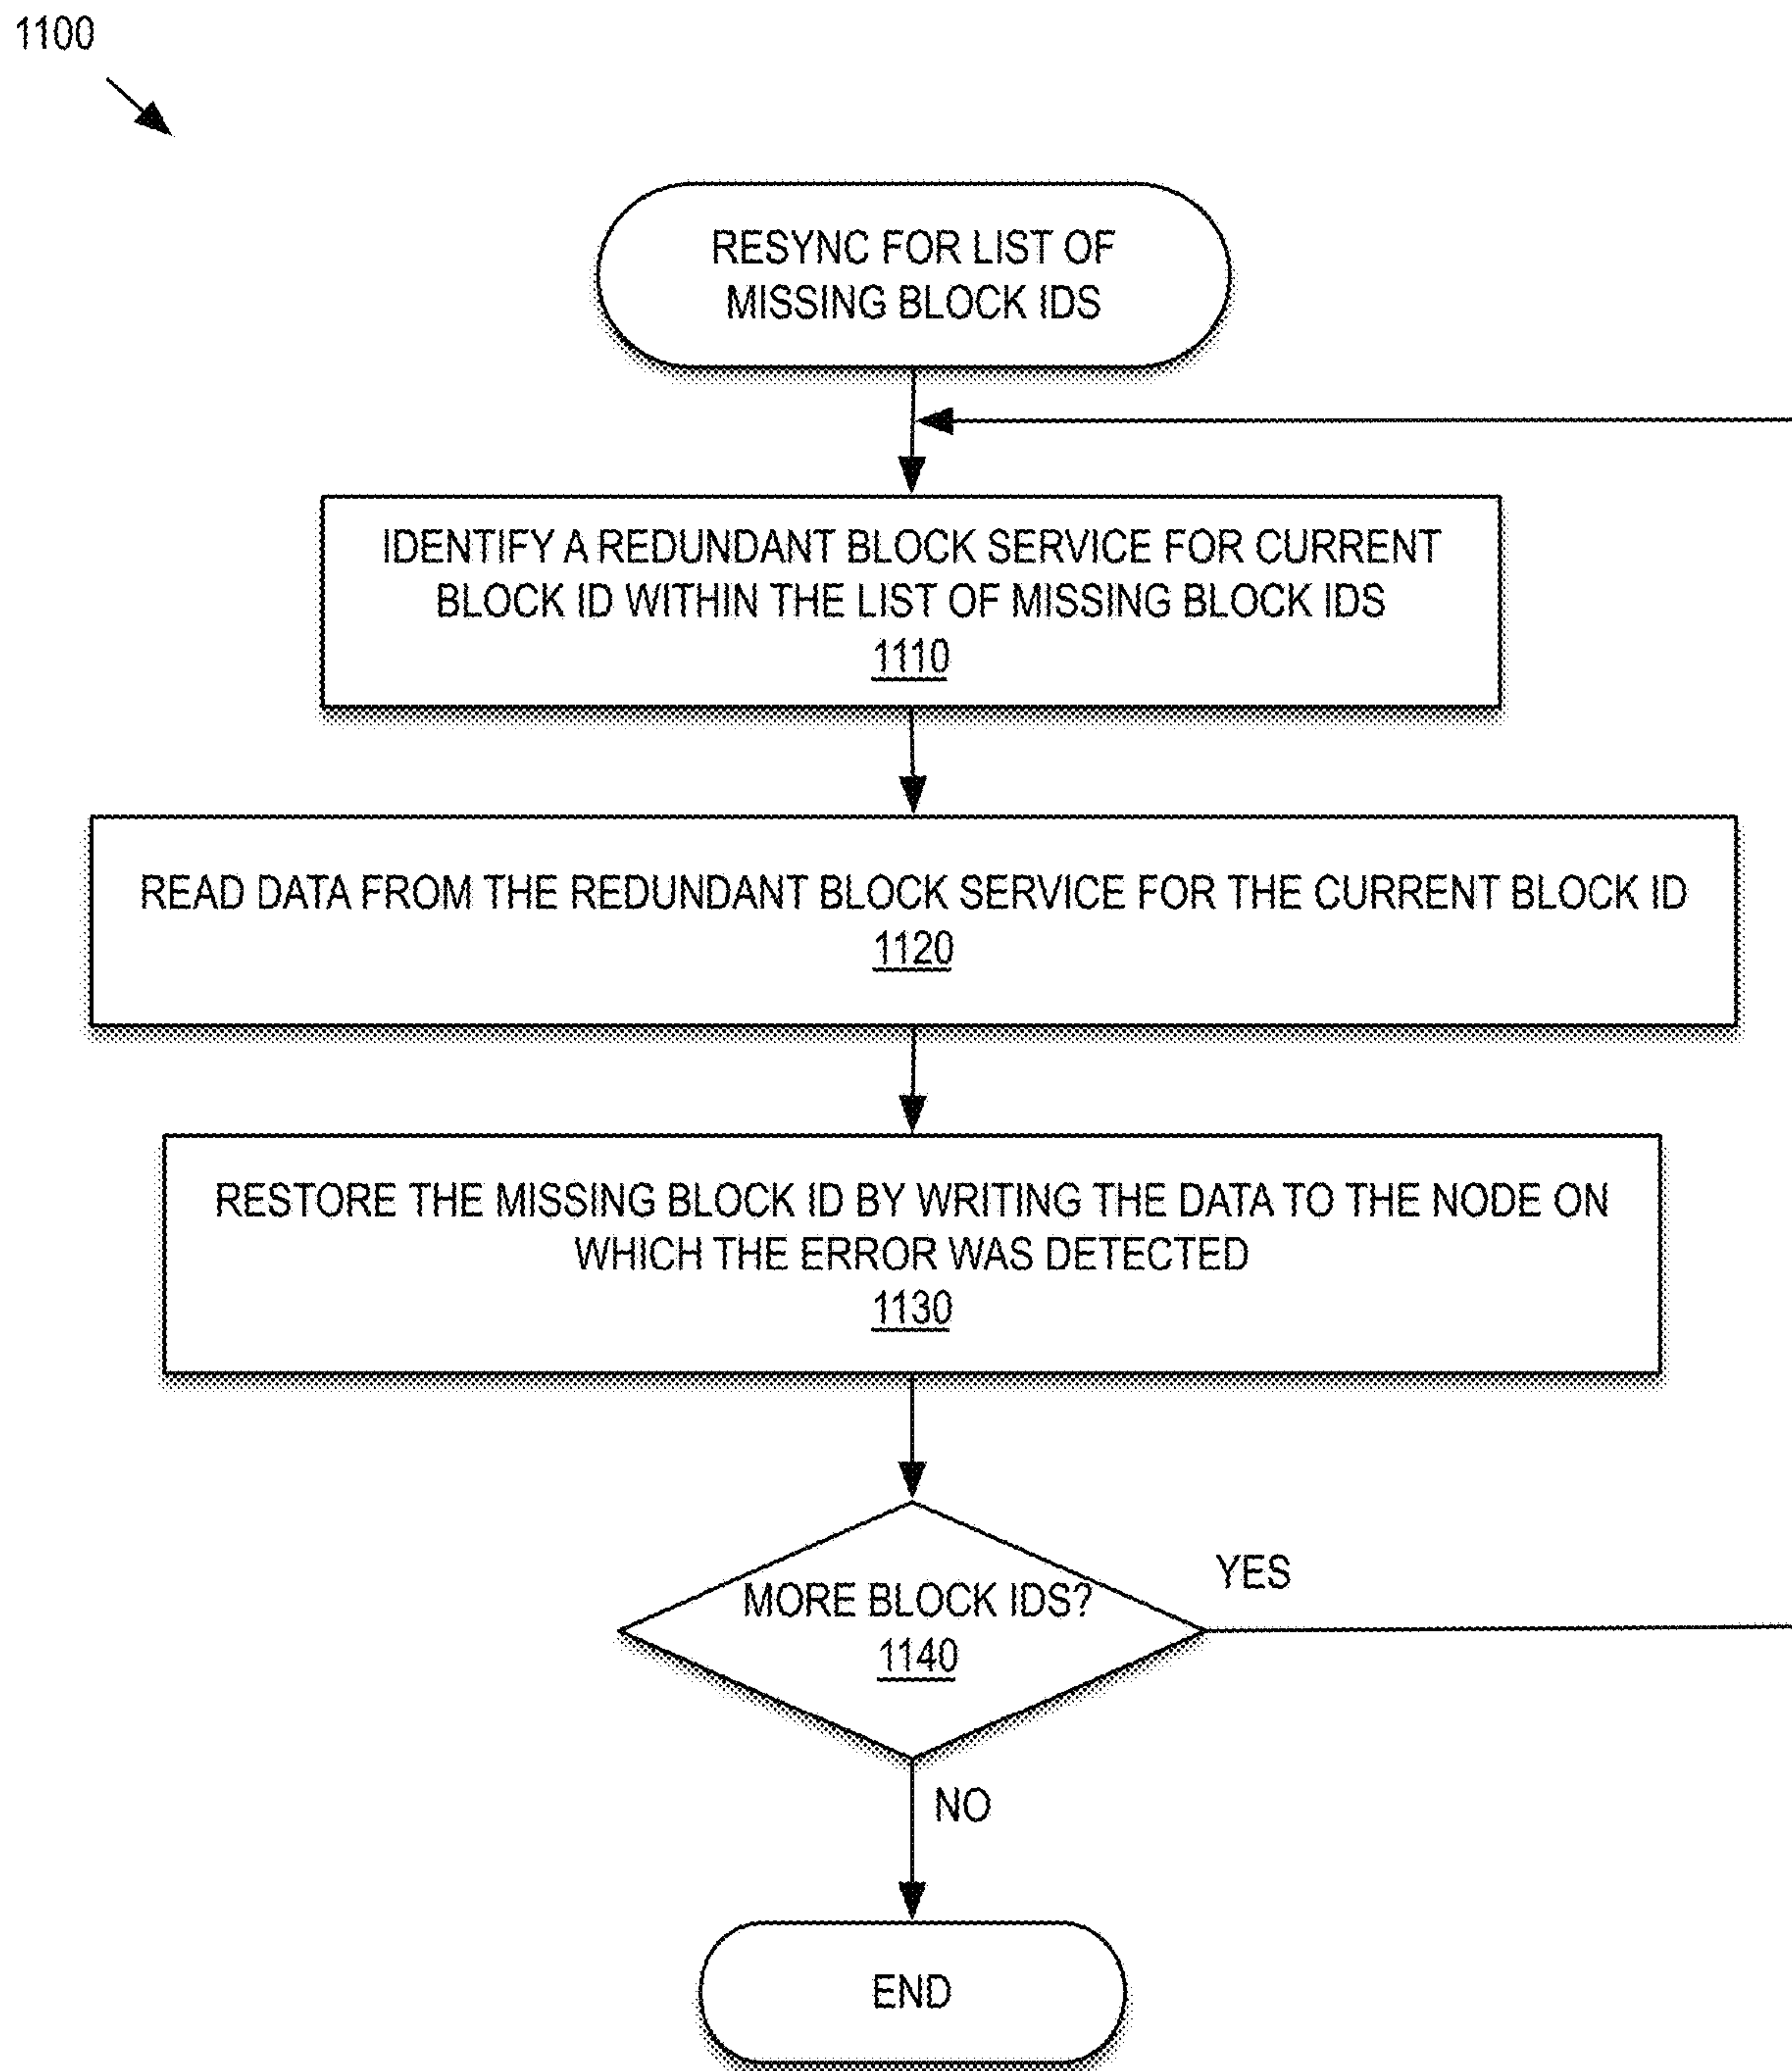 1100
RESYNC FOR LIST OF
MISSING BLOCK IDS
IDENTIFY A REDUNDANT BLOCK SERVICE FOR CURRENT
BLOCK ID WITHIN THE LIST OF MISSING BLOCK IDS
1110
READ DATA FROM THE REDUNDANT BLOCK SERVICE FOR THE CURRENT BLOCK ID
1120
RESTORE THE MISSING BLOCK ID BY WRITING THE DATA TO THE NODE ON
WHICH THE ERROR WAS DETECTED
1130
MORE BLOCK IDS?
1140
YES
NO
END